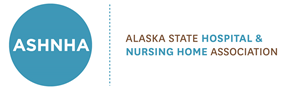 ASHNHA
ALASKA STATE HOSPITAL &
NURSING HOME ASSOCIATION